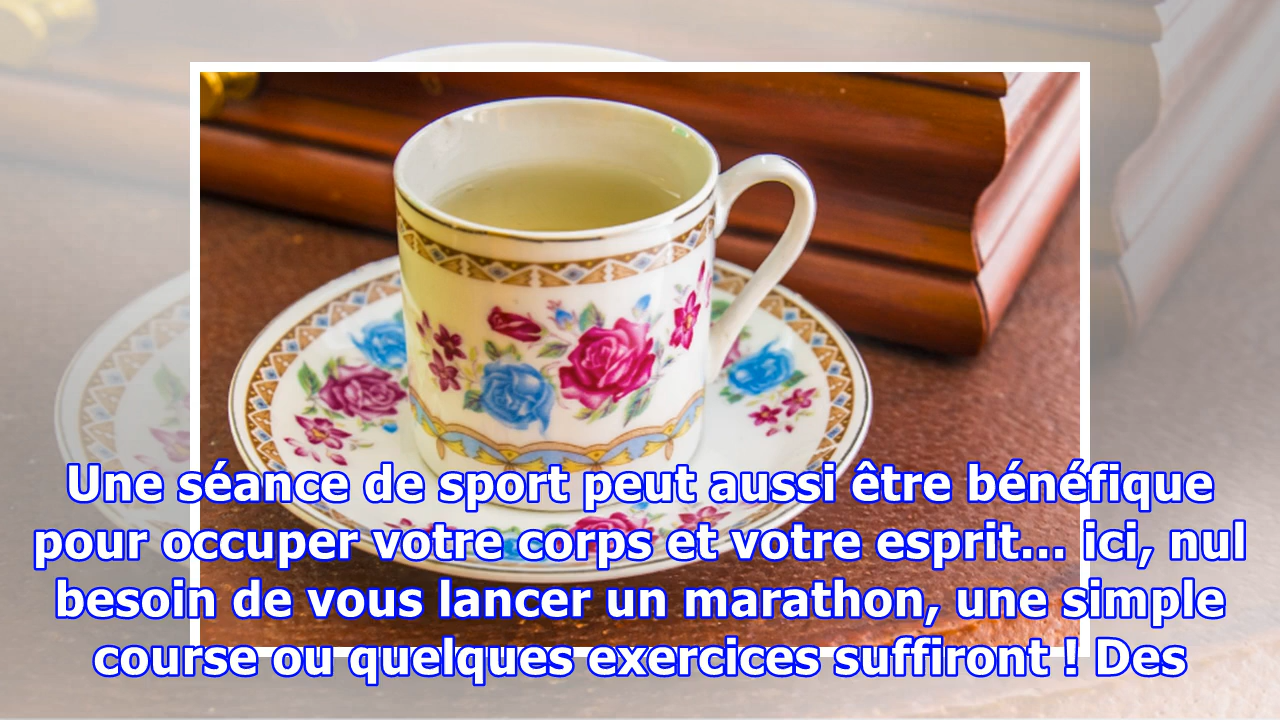 Une séance de sport peut aussi être bénéfique
pour occuper votre corps et votre esprit... ici, nul
besoin de vous lancer un marathon, une simple
course ou quelques exercices suffiront ! Des